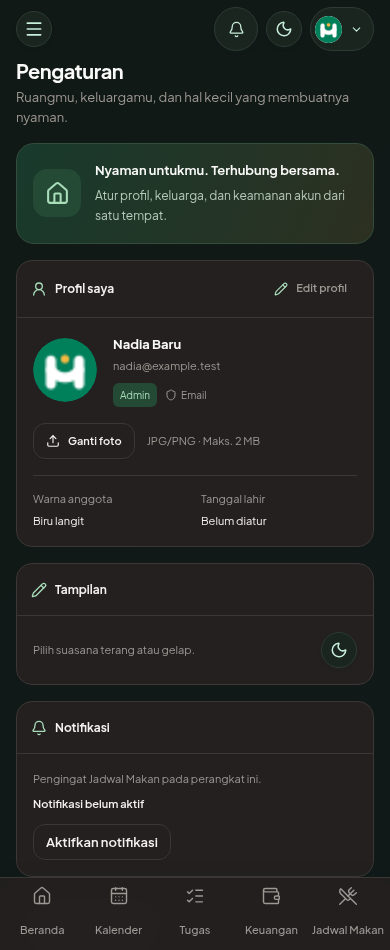 Pengaturan
Ruangmu, keluargamu, dan hal kecil yang membuatnya
nyaman.
Nyaman untukmu. Terhubung bersama.
Atur profil, keluarga, dan keamanan akun dari
satu tempat.
Profil saya
Edit profil
Nadia Baru
nadia@example.test
Admin
Email
Ganti foto
JPG/PNG · Maks. 2 MB
Warna anggota
Tanggal lahir
Biru langit
Belum diatur
Tampilan
Pilih suasana terang atau gelap.
Notifikasi
Pengingat Jadwal Makan pada perangkat ini.
Notifikasi belum aktif
Aktifkan notifikasi
Beranda
Kalender
Tugas
Keuangan
Jadwal Makan